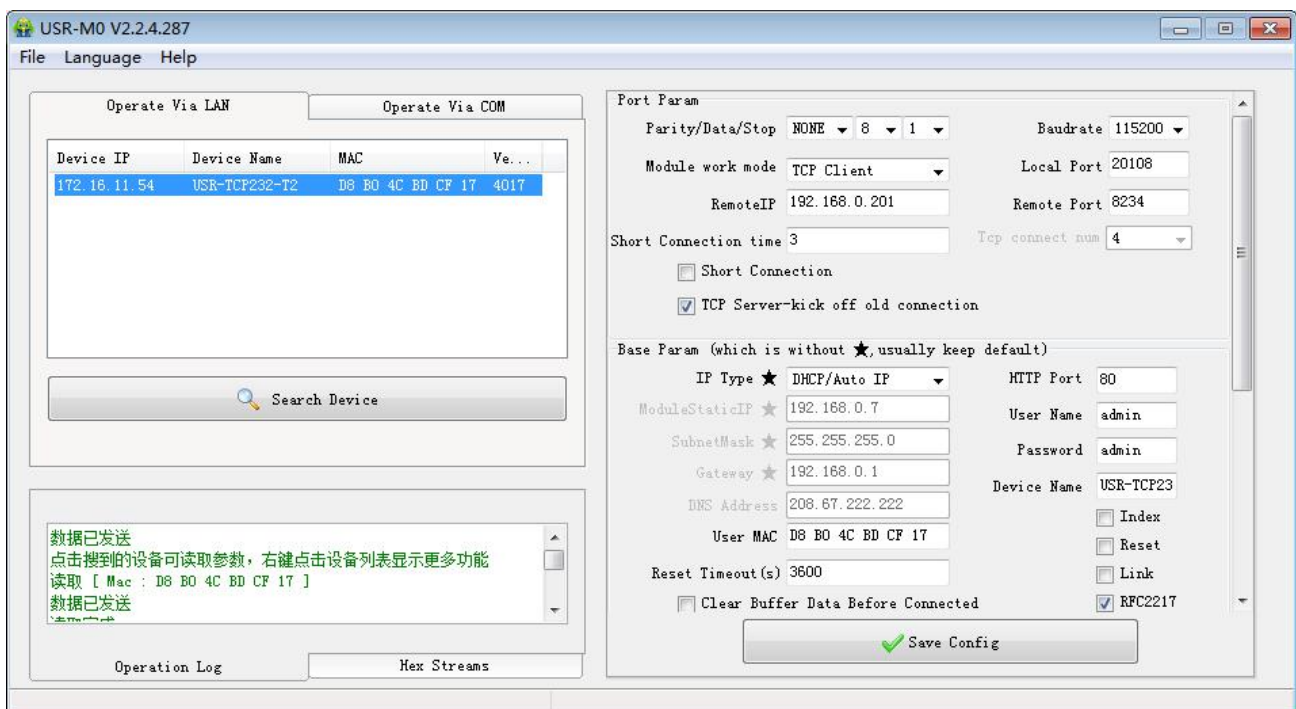 USR-M0 V2.2.4.287
File Language Help
Operate Via LAN
Operate Via COM
Device IP Device Name MAC Ve...
172.16.11.54 USR-TCP232-T2 D8 B0 4C BD CF 17 4017
Search Device
数据已发送
点击搜到的设备可读取参数，右键点击设备列表显示更多功能
读取 [ Mac : D8 B0 4C BD CF 17 ]
数据已发送
Operation Log
Hex Streams
Port Param
Parity/Data/Stop NONE 8 1 Baudrate 115200
Module work mode TCP Client Local Port 20108
RemoteIP 192.168.0.201 Remote Port 8234
Short Connection time 3 Tcp connect num 4
Short Connection
TCP Server-kick off old connection
Base Param (which is without ★,usually keep default)
IP Type ★ DHCP/Auto IP HTTP Port 80
ModuleStaticIP ★ 192.168.0.7 User Name admin
SubnetMask ★ 255.255.255.0 Password admin
Gateway ★ 192.168.0.1 Device Name USR-TCP23
DNS Address 208.67.222.222 Index
User MAC D8 B0 4C BD CF 17 Reset
Reset Timeout(s) 3600 Link
Clear Buffer Data Before Connected RFC2217
Save Config